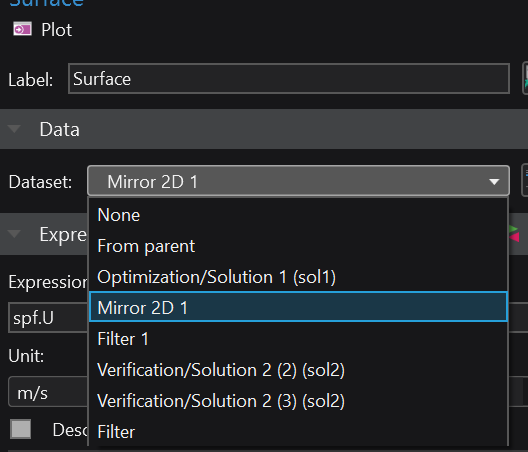 Surface
Plot
Label: Surface
Data
Dataset: Mirror 2D 1
None
From parent
Optimization/Solution 1 (sol1)
Mirror 2D 1
Filter 1
Verification/Solution 2 (2) (sol2)
Verification/Solution 2 (3) (sol2)
Filter
Expre
Expression
spf.U
Unit:
m/s
Desc